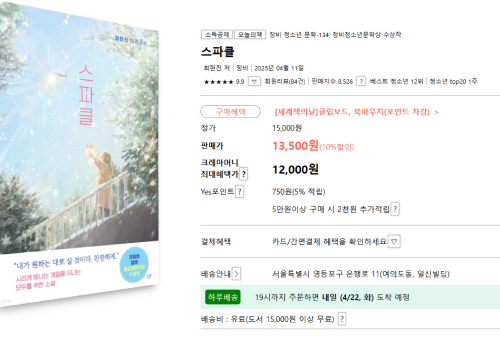 최현진 장편소설
스파클
"내가 원하는 대로 살 것이다. 찬란하게."
시리게 빛나는 계절을 지나는
모두를 위한 소설
소득공제 오늘의책 창비 청소년 문학-134, 창비청소년문학상 수상작
스파클
최현진 저 | 창비 | 2025년 04월 11일
★★★★★ 9.9 ▽ 회원리뷰(84건) | 판매지수 8,526 ? 베스트 청소년 12위 | 청소년 top20 1주
구매혜택 [세계책의날]클립보드, 북파우치(포인트 차감) >
정가 15,000원
판매가 13,500원(10%할인)
크레마머니
최대혜택가? 12,000원
Yes포인트? 750원(5% 적립)
5만원이상 구매 시 2천원 추가적립?
결제혜택 카드/간편결제 혜택을 확인하세요▽
배송안내> 서울특별시 영등포구 은행로 11(여의도동, 일신빌딩)
하루배송 19시까지 주문하면 내일 (4/22, 화) 도착 예정
배송비 : 유료(도서 15,000원 이상 무료) ?